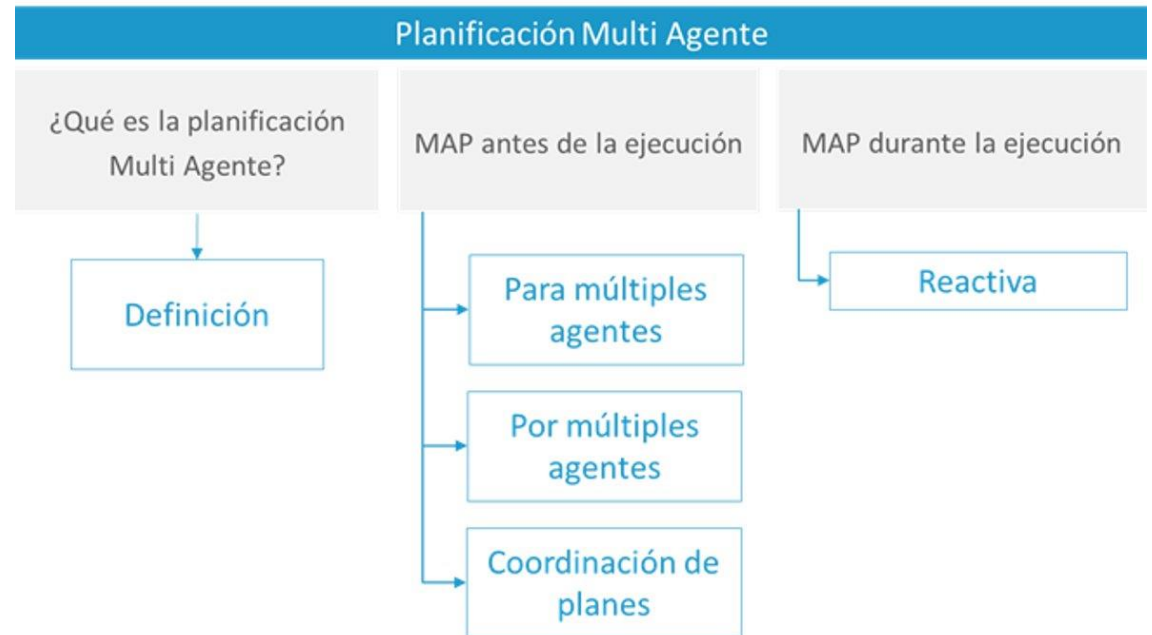 Planificación Multi Agente
¿Qué es la planificación
Multi Agente?
MAP antes de la ejecución
MAP durante la ejecución
Definición
Para múltiples
agentes
Por múltiples
agentes
Coordinación de
planes
Reactiva